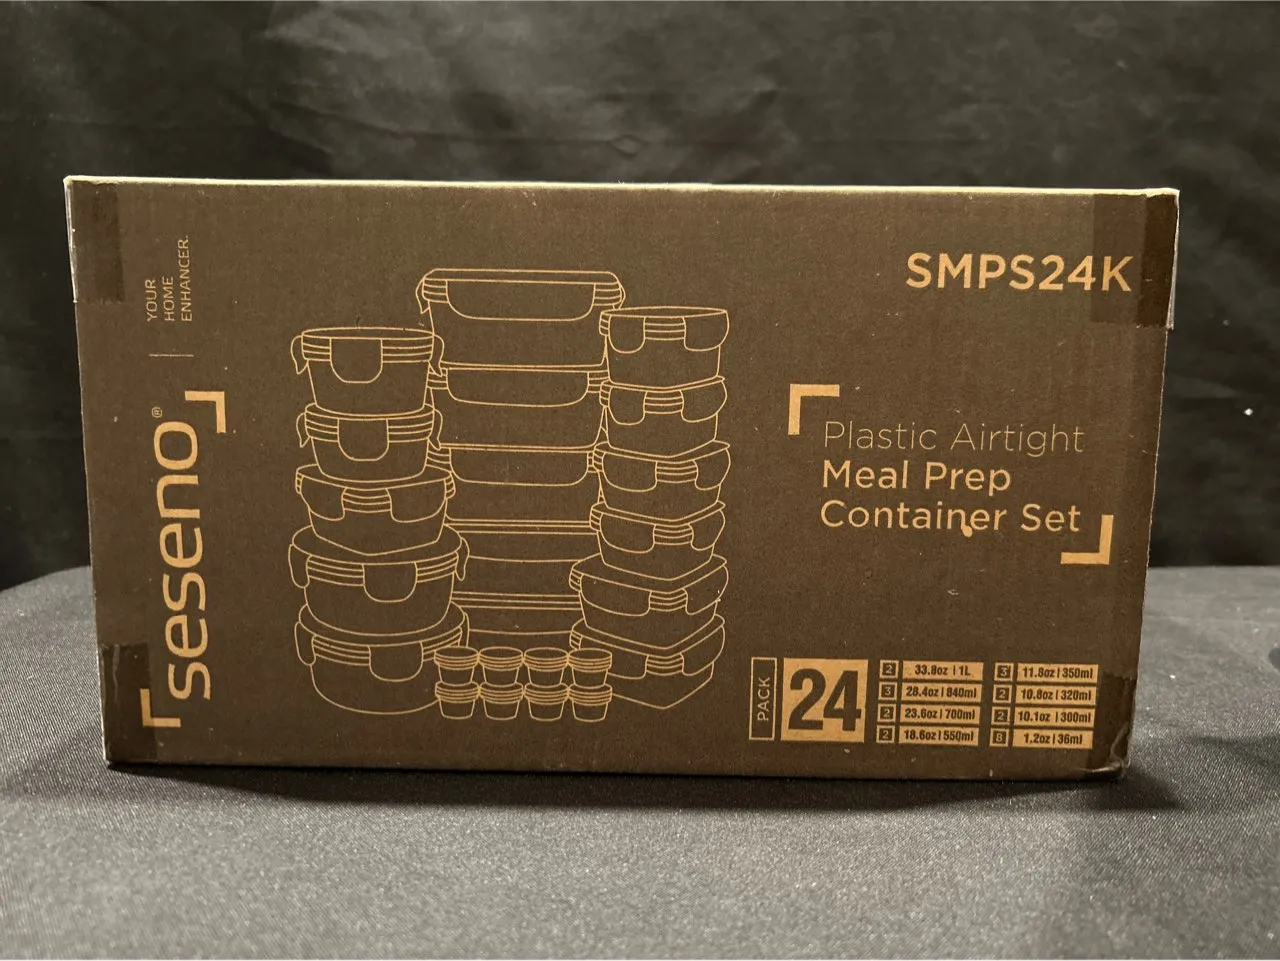 YOUR
HOME
ENHANCER.
seseno®
SMPS24K
Plastic Airtight
Meal Prep
Container Set
PACK
24
2 33.8oz | 1L
3 28.4oz | 840ml
2 23.6oz | 700ml
2 18.6oz | 550ml
3 11.8oz | 350ml
2 10.8oz | 320ml
2 10.1oz | 300ml
8 1.2oz | 36ml